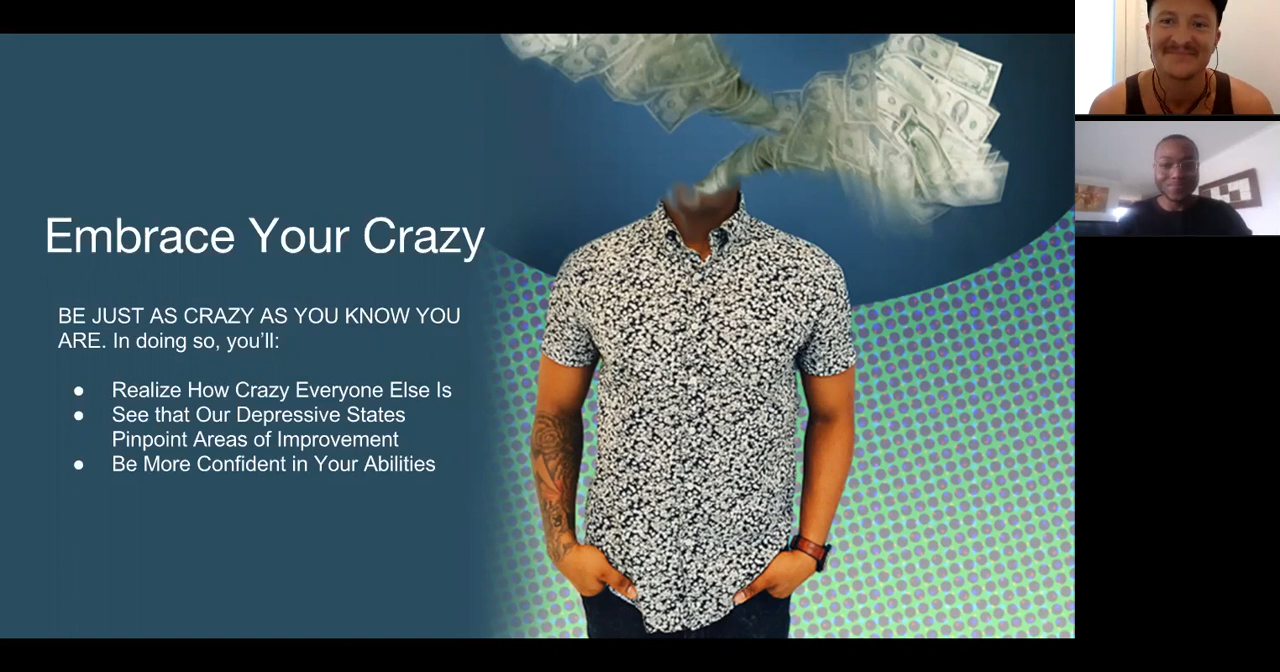 Embrace Your Crazy
BE JUST AS CRAZY AS YOU KNOW YOU
ARE. In doing so, you'll:
● Realize How Crazy Everyone Else Is
● See that Our Depressive States
Pinpoint Areas of Improvement
● Be More Confident in Your Abilities